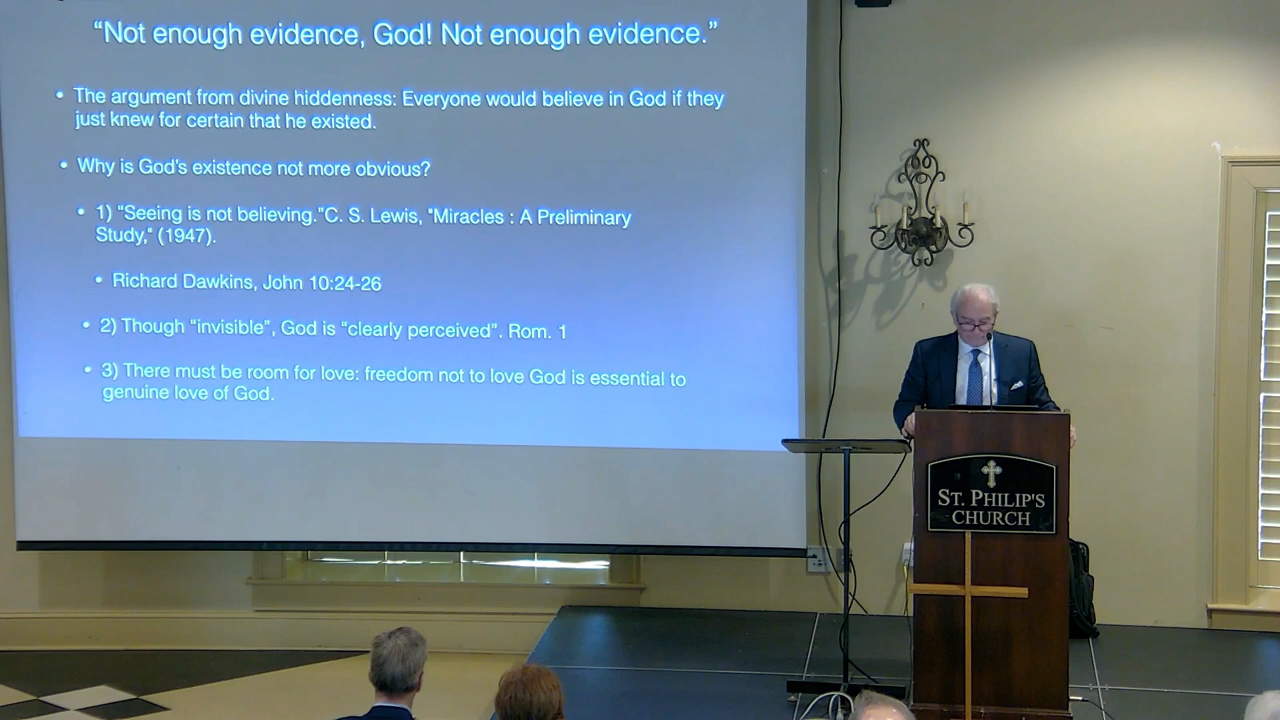 “Not enough evidence, God! Not enough evidence.”
• The argument from divine hiddenness: Everyone would believe in God if they
just knew for certain that he existed.
• Why is God’s existence not more obvious?
• 1) “Seeing is not believing."C. S. Lewis, "Miracles : A Preliminary
Study," (1947).
• Richard Dawkins, John 10:24-26
• 2) Though “invisible”, God is “clearly perceived”. Rom. 1
• 3) There must be room for love: freedom not to love God is essential to
genuine love of God.
ST. PHILIP'S
CHURCH